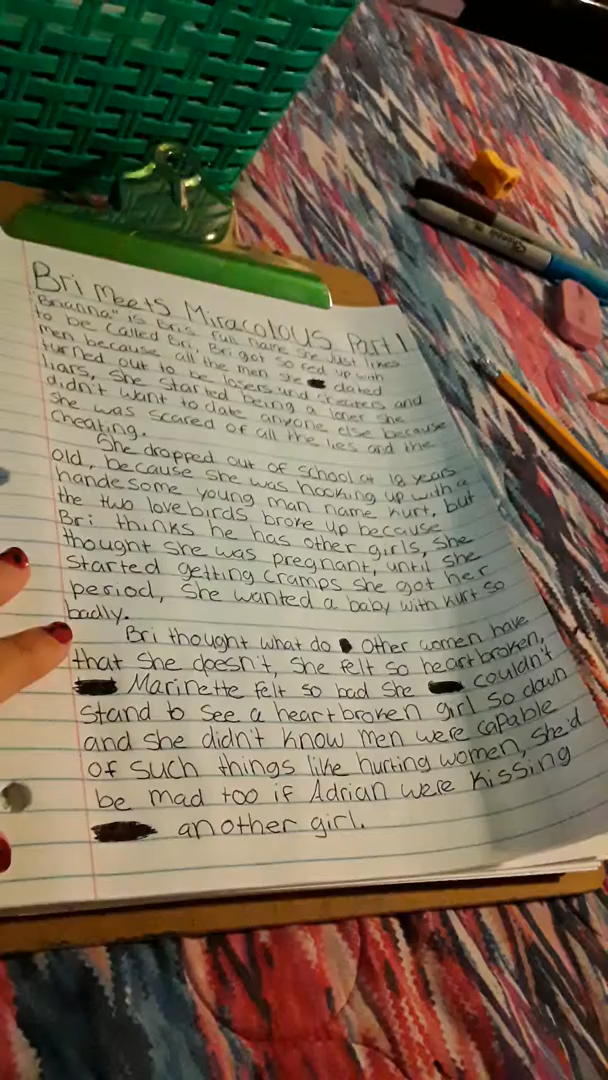 Bri meets Miracolous Part 1
"Brianna" is Bris full name she Just likes
to be called Bri. Bri got so fed up with
men because all the men she dated
turned out to be losers and cheaters and
liars, She started being a loner she
didn't want to date anyone else because
she was scared of all the lies and the
cheating.
She dropped out of school at 18 years
old, because she was hooking up with a
handesome young man name Kurt, but
the two lovebirds broke up because
Bri thinks he has other girls, She
thought she was pregnant, until she
started getting cramps she got her
period, She wanted a baby with Kurt so
badly.
Bri thought what do other women have
that she doesn't, She felt so heartbroken,
Marinette felt so bad She couldn't
stand to see a heartbroken girl so down
and she didn't know men were capable
of such things like hurting women, She'd
be mad too if Adrian were kissing
another girl.